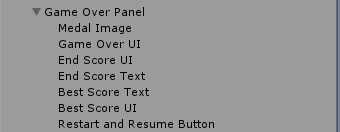 Game Over Panel
Medal Image
Game Over UI
End Score UI
End Score Text
Best Score Text
Best Score UI
Restart and Resume Button